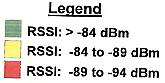 Legend
RSSI: > -84 dBm
RSSI: -84 to -89 dBm
RSSI: -89 to -94 dBm